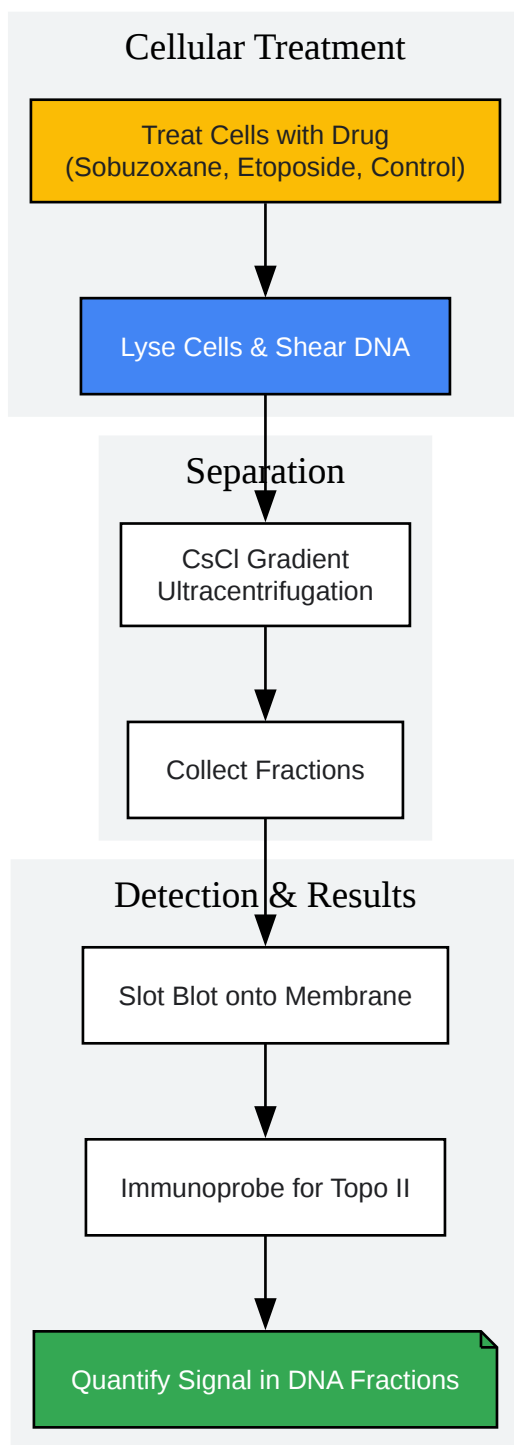 Cellular Treatment
Treat Cells with Drug
(Sobuzoxane, Etoposide, Control)
Lyse Cells & Shear DNA
Separation
CsCl Gradient
Ultracentrifugation
Collect Fractions
Detection & Results
Slot Blot onto Membrane
Immunoprobe for Topo II
Quantify Signal in DNA Fractions